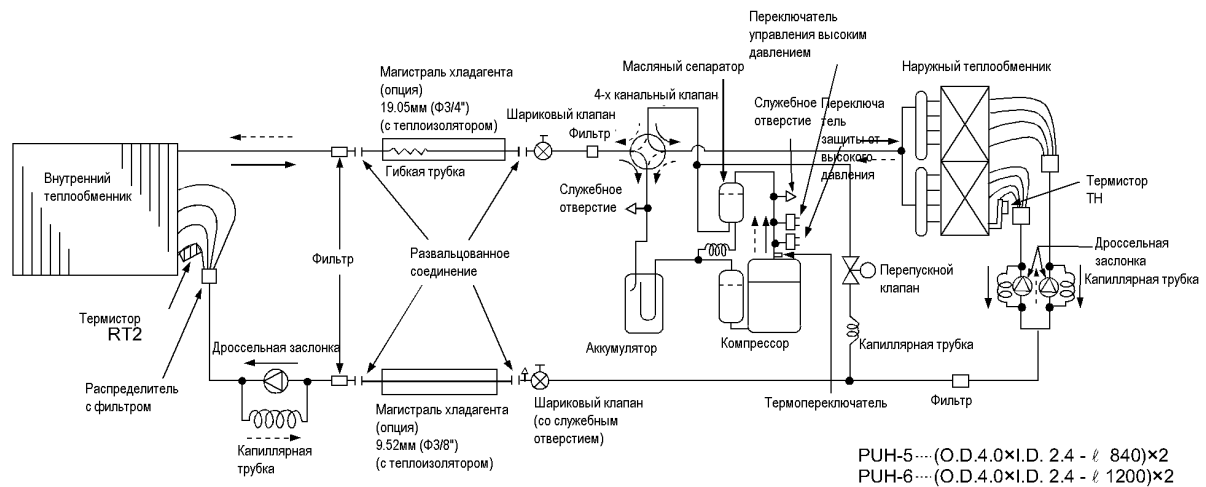 Переключатель
управления высоким
давлением
Масляный сепаратор
Наружный теплообменник
Магистраль хладагента
(опция)
19.05мм (Ф3/4")
(с теплоизолятором)
4-х канальный клапан
Служебное
отверстие
Переключа
тель
защиты от
высокого
давления
Шариковый клапан
Фильтр
Гибкая трубка
Внутренний
теплообменник
Служебное
отверстие
Термистор
TH
Фильтр
Развальцованное
соединение
Дроссельная
заслонка
Капиллярная трубка
Перепускной
клапан
Термистор
RT2
Дроссельная заслонка
Аккумулятор
Компрессор
Капиллярная трубка
Распределитель
с фильтром
Магистраль хладагента
(опция)
9.52мм (Ф3/8")
(с теплоизолятором)
Шариковый клапан
(со служебным
отверстием)
Термопереключатель
Фильтр
Капиллярная
трубка
PUH-5····(O.D.4.0×I.D. 2.4 - ℓ 840)×2
PUH-6····(O.D.4.0×I.D. 2.4 - ℓ 1200)×2